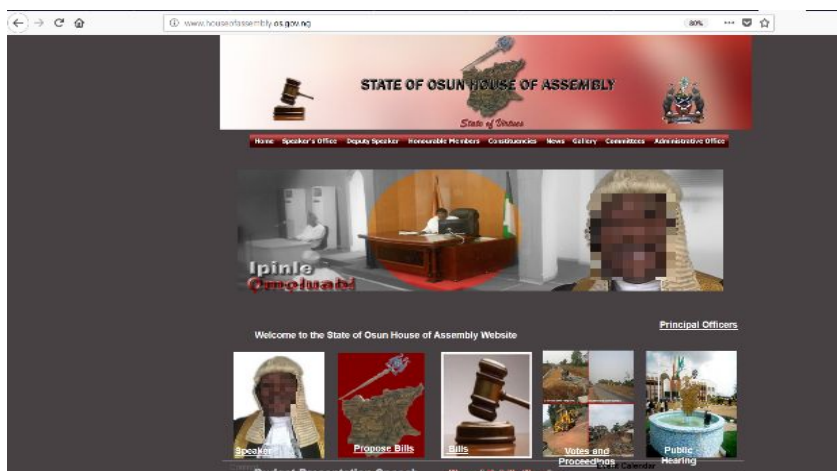 www.houseofassembly.os.gov.ng
80%
STATE OF OSUN HOUSE OF ASSEMBLY
State of Virtues
Home Speaker's Office Deputy Speaker Honourable Members Constituencies News Gallery Committees Administrative Office
Ipinle
Omoluabi
Principal Officers
Welcome to the State of Osun House of Assembly Website
Speaker
Propose Bills
Bills
Votes and
Proceedings
Public
Hearing
Calendar